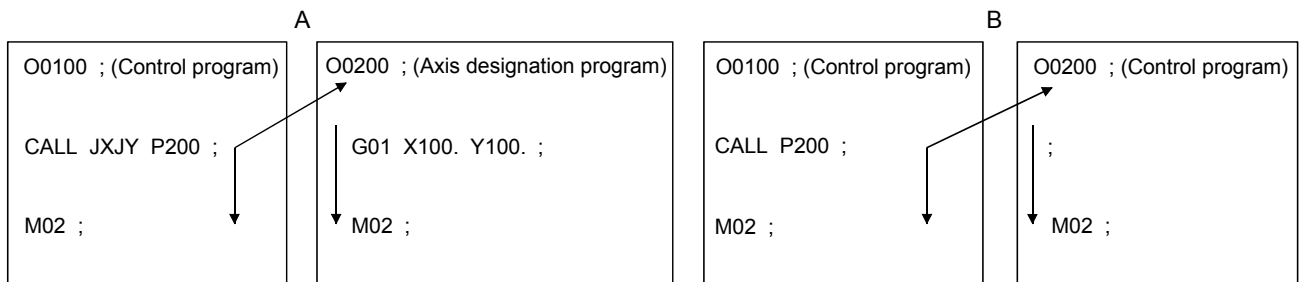 A
O0100 ; (Control program)
CALL JXJY P200 ;
M02 ;
O0200 ; (Axis designation program)
G01 X100. Y100. ;
M02 ;
B
O0100 ; (Control program)
CALL P200 ;
M02 ;
O0200 ; (Control program)
;
M02 ;